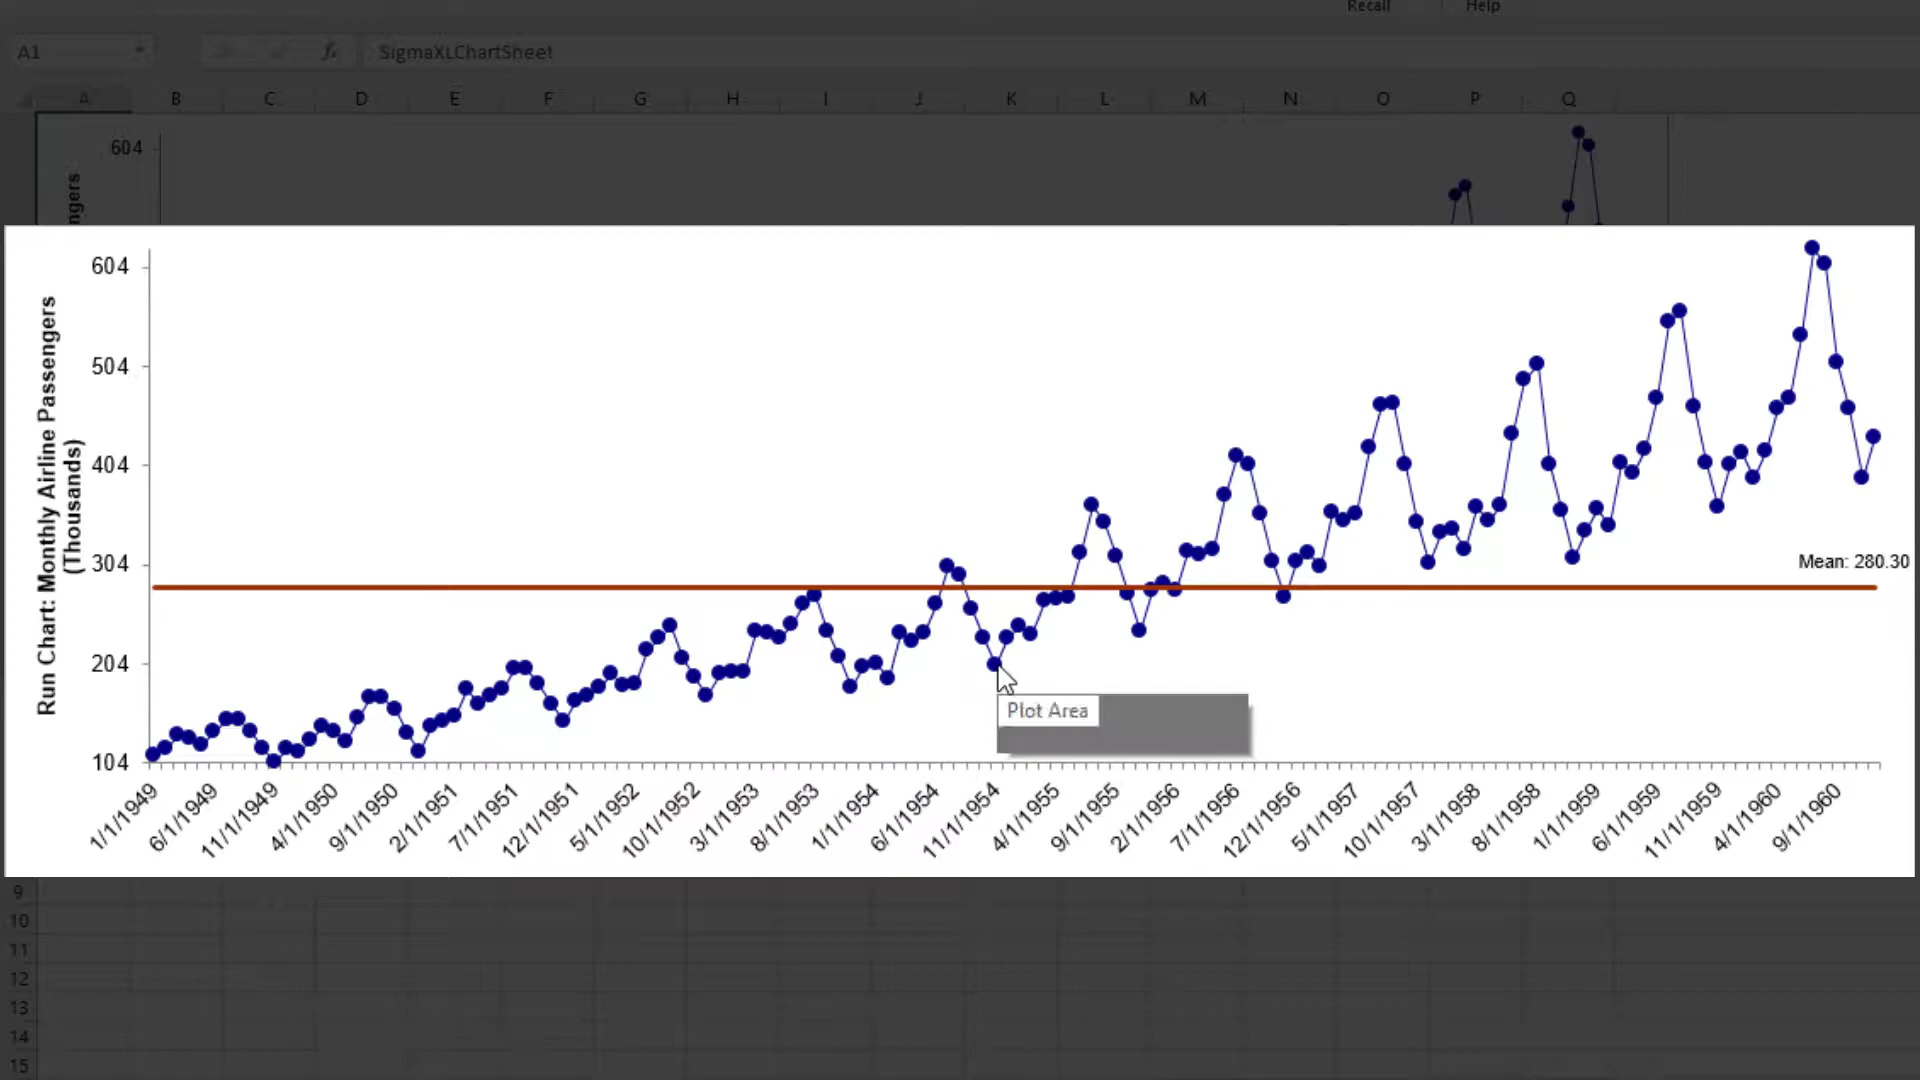 Recall Help
A1 fx SigmaXLChartSheet
A B C D E F G H I J K L M N O P Q
604
ngers
Run Chart: Monthly Airline Passengers
(Thousands)
604
504
404
304
204
104
Mean: 280.30
Plot Area
1/1/1949 6/1/1949 11/1/1949 4/1/1950 9/1/1950 2/1/1951 7/1/1951 12/1/1951 5/1/1952 10/1/1952 3/1/1953 8/1/1953 1/1/1954 6/1/1954 11/1/1954 4/1/1955 9/1/1955 2/1/1956 7/1/1956 12/1/1956 5/1/1957 10/1/1957 3/1/1958 8/1/1958 1/1/1959 6/1/1959 11/1/1959 4/1/1960 9/1/1960
9
10
11
12
13
14
15